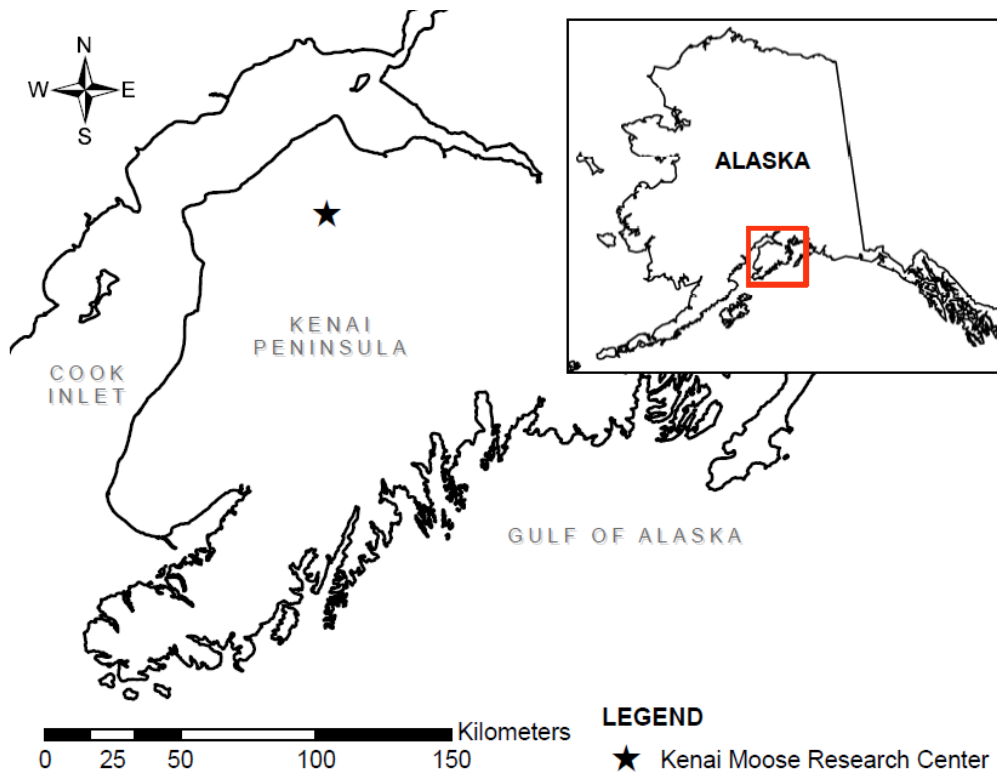 N
W E
S
ALASKA
KENAI
PENINSULA
COOK
INLET
GULF OF ALASKA
Kilometers
0 25 50 100 150
LEGEND
Kenai Moose Research Center